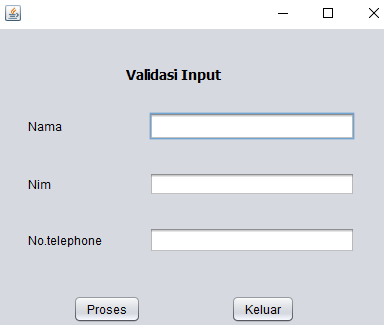 Validasi Input
Nama
Nim
No.telephone
Proses
Keluar